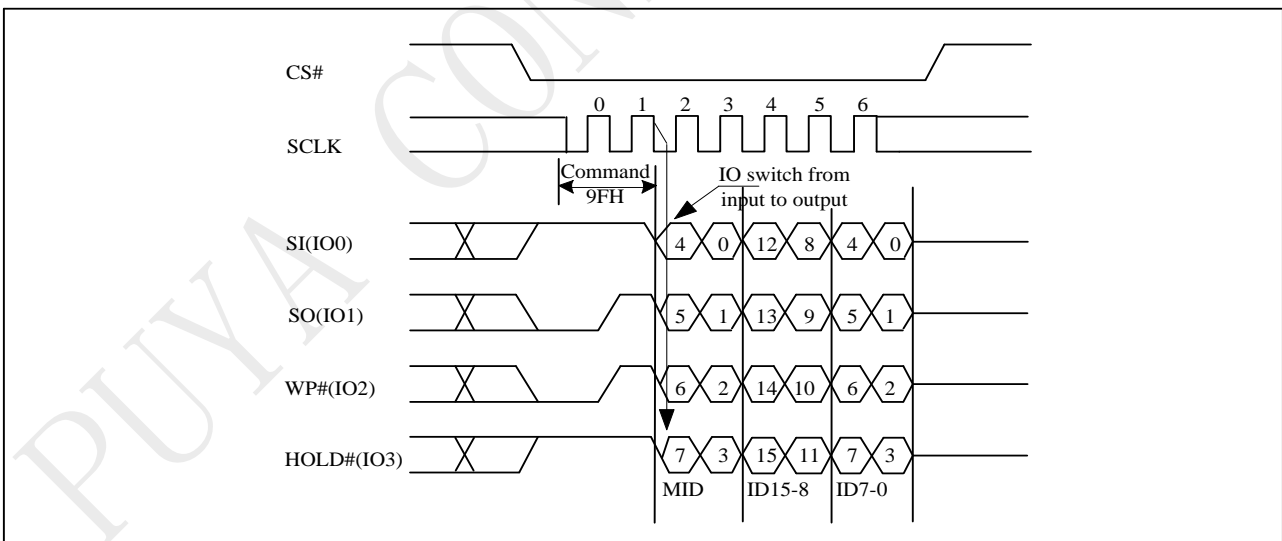 PUYA CON
CS#
0 1 2 3 4 5 6
SCLK
Command
9FH
IO switch from
input to output
SI(IO0) 4 0 12 8 4 0
SO(IO1) 5 1 13 9 5 1
WP#(IO2) 6 2 14 10 6 2
HOLD#(IO3) 7 3 15 11 7 3
MID ID15-8 ID7-0